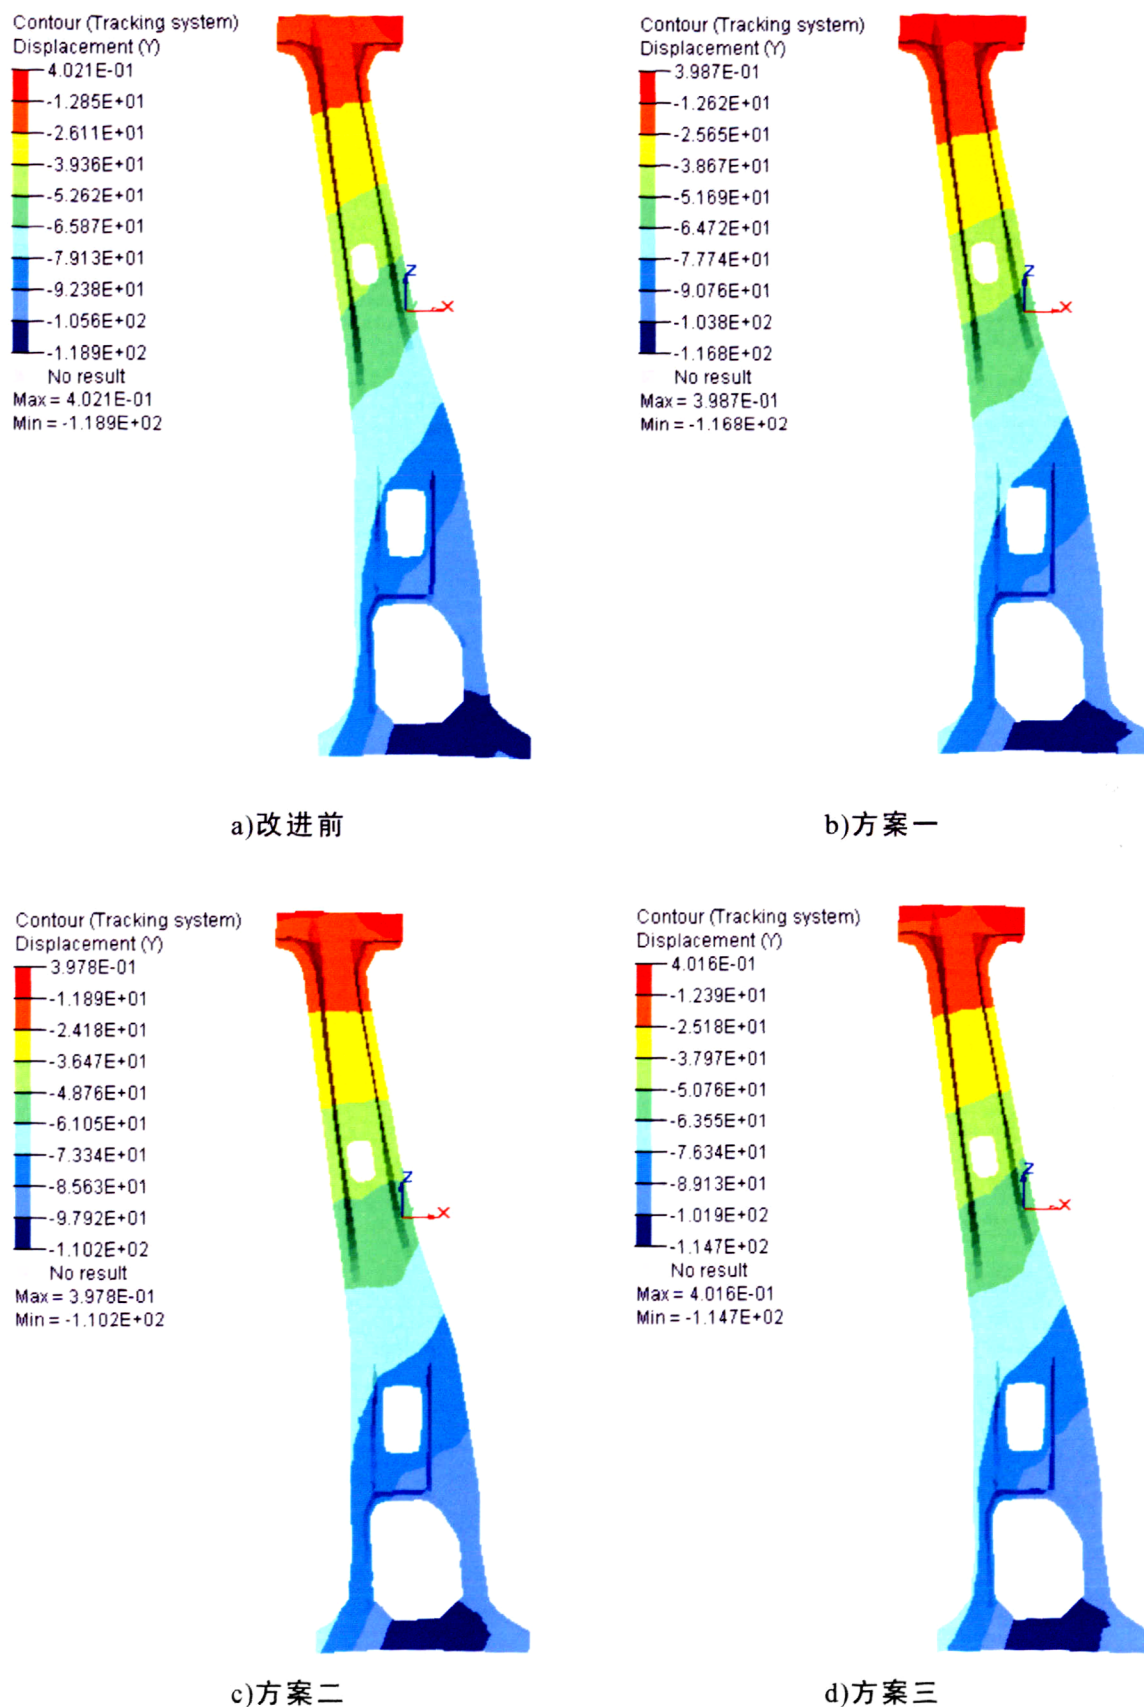 Contour (Tracking system)
Displacement (Y)
4.021E-01
-1.285E+01
-2.611E+01
-3.936E+01
-5.262E+01
-6.587E+01
-7.913E+01
-9.238E+01
-1.056E+02
-1.189E+02
No result
Max = 4.021E-01
Min = -1.189E+02
Z
X
a)改进前
Contour (Tracking system)
Displacement (Y)
3.987E-01
-1.262E+01
-2.565E+01
-3.867E+01
-5.169E+01
-6.472E+01
-7.774E+01
-9.076E+01
-1.038E+02
-1.168E+02
No result
Max = 3.987E-01
Min = -1.168E+02
Z
X
b)方案一
Contour (Tracking system)
Displacement (Y)
3.978E-01
-1.189E+01
-2.418E+01
-3.647E+01
-4.876E+01
-6.105E+01
-7.334E+01
-8.563E+01
-9.792E+01
-1.102E+02
No result
Max = 3.978E-01
Min = -1.102E+02
Z
X
c)方案二
Contour (Tracking system)
Displacement (Y)
4.016E-01
-1.239E+01
-2.518E+01
-3.797E+01
-5.076E+01
-6.355E+01
-7.634E+01
-8.913E+01
-1.019E+02
-1.147E+02
No result
Max = 4.016E-01
Min = -1.147E+02
Z
X
d)方案三